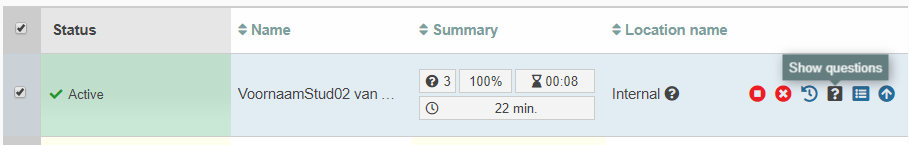 Status Name Summary Location name
Show questions
Active VoornaamStud02 van ... 3 100% 00:08 Internal
22 min.